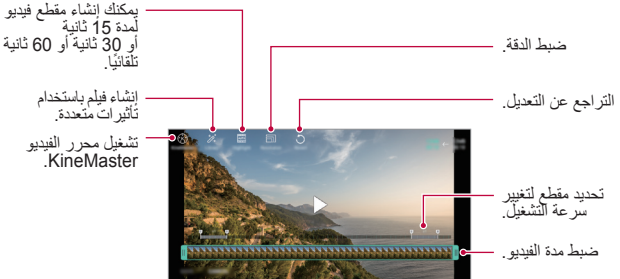 يمكنك إنشاء مقطع فيديو
لمدة 15 ثانية
أو 30 ثانية أو 60 ثانية
تلقائيًا.
ضبط الدقة.
إنشاء فيلم باستخدام
تأثيرات متعددة.
التراجع عن التعديل.
تشغيل محرر الفيديو
KineMaster.
تحديد مقطع لتغيير
سرعة التشغيل.
ضبط مدة الفيديو.